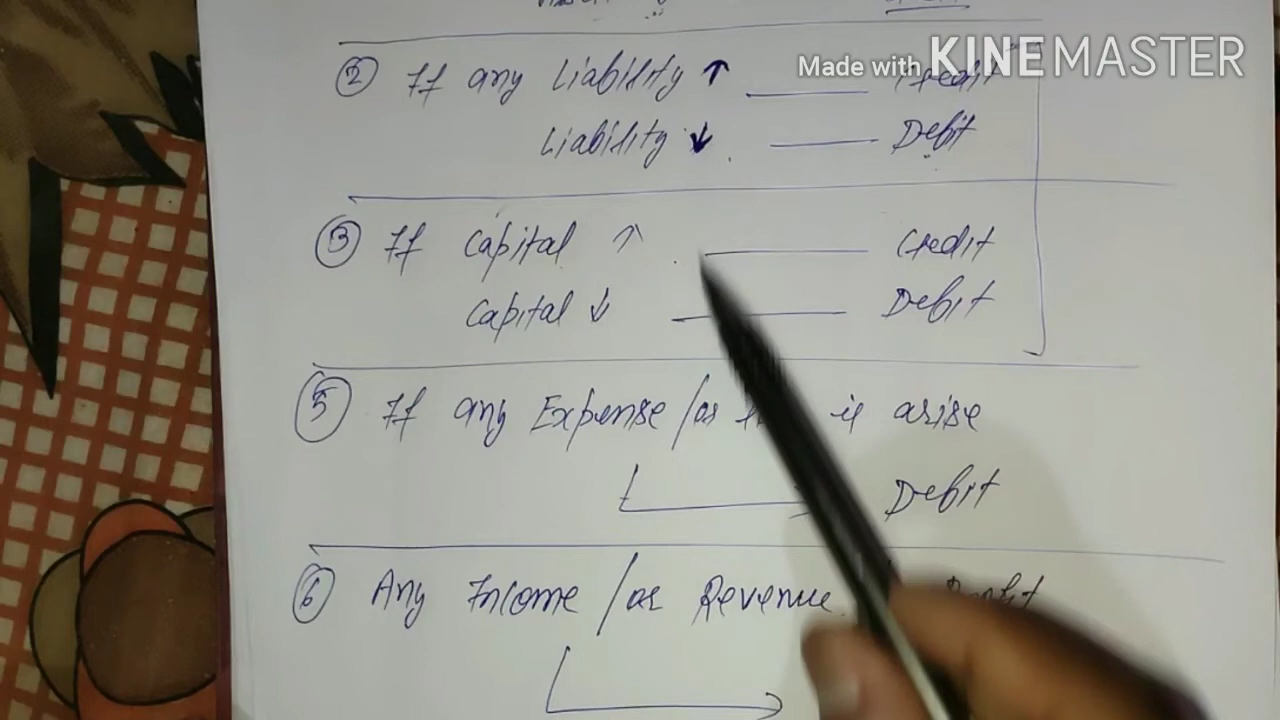 Made with KINEMASTER
② If any Liability ↑ —— Credit
Liability ↓ —— Debit
③ If Capital ↑ —— Credit
Capital ↓ —— Debit
⑤ If any Expense /or is arise
Debit
⑥ Any Income /or Revenue